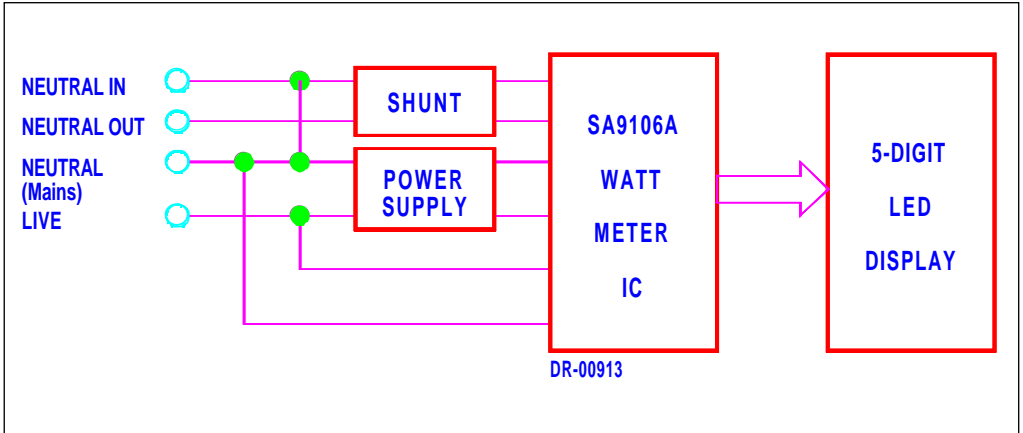 NEUTRAL IN
NEUTRAL OUT
NEUTRAL
(Mains)
LIVE
SHUNT
POWER
SUPPLY
SA9106A
WATT
METER
IC
DR-00913
5-DIGIT
LED
DISPLAY